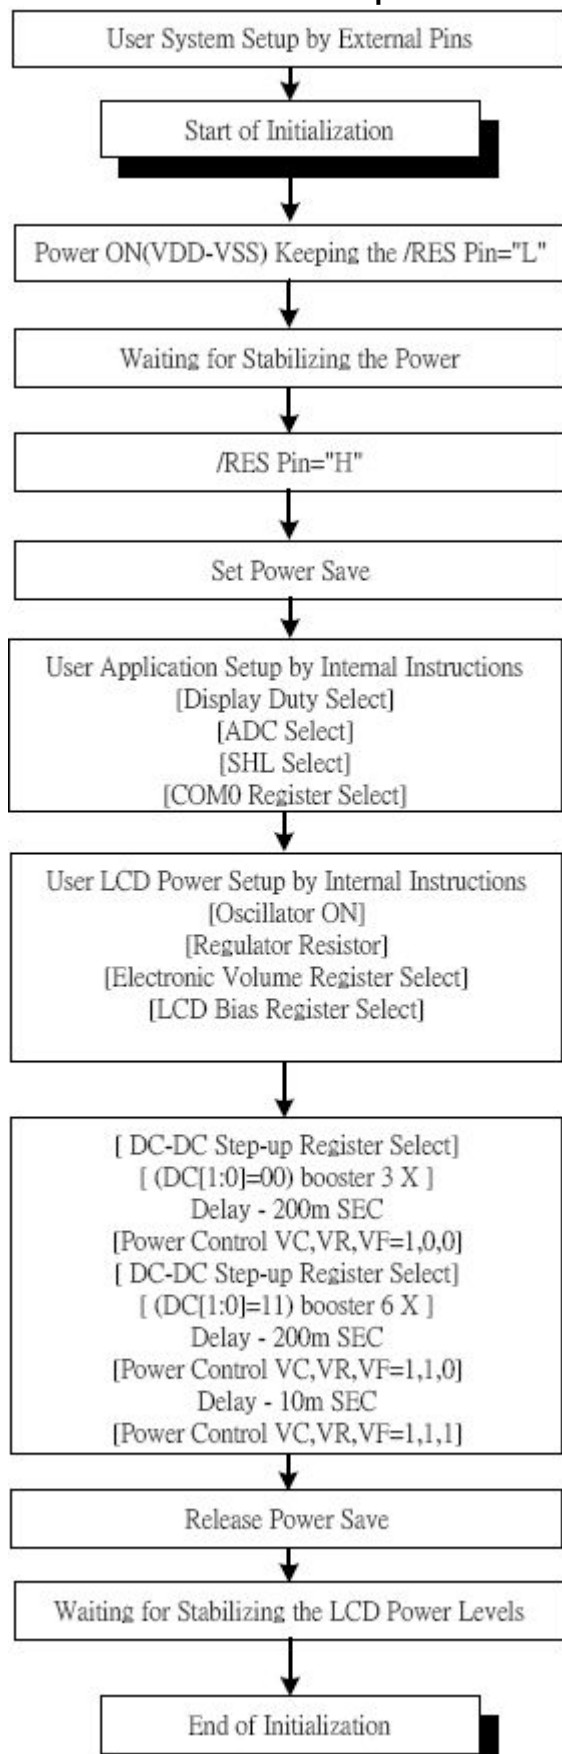 User System Setup by External Pins
Start of Initialization
Power ON(VDD-VSS) Keeping the /RES Pin="L"
Waiting for Stabilizing the Power
/RES Pin="H"
Set Power Save
User Application Setup by Internal Instructions
[Display Duty Select]
[ADC Select]
[SHL Select]
[COM0 Register Select]
User LCD Power Setup by Internal Instructions
[Oscillator ON]
[Regulator Resistor]
[Electronic Volume Register Select]
[LCD Bias Register Select]
[ DC-DC Step-up Register Select]
[ (DC[1:0]=00) booster 3 X ]
Delay - 200m SEC
[Power Control VC,VR,VF=1,0,0]
[ DC-DC Step-up Register Select]
[ (DC[1:0]=11) booster 6 X ]
Delay - 200m SEC
[Power Control VC,VR,VF=1,1,0]
Delay - 10m SEC
[Power Control VC,VR,VF=1,1,1]
Release Power Save
Waiting for Stabilizing the LCD Power Levels
End of Initialization